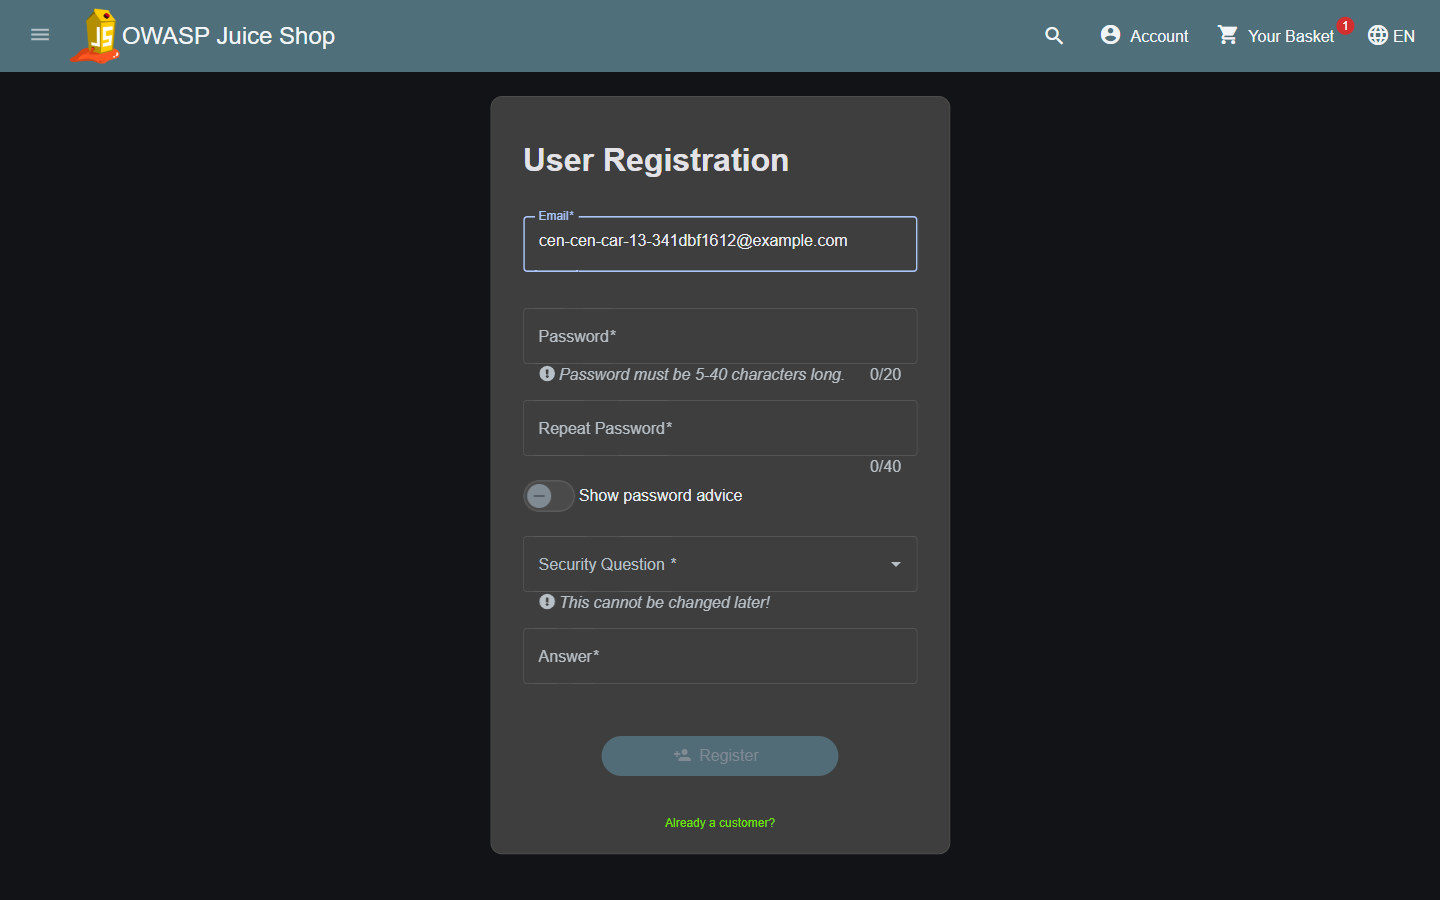 OWASP Juice Shop
Account
Your Basket 1
EN
User Registration
Email*
cen-cen-car-13-341dbf1612@example.com
Password*
Password must be 5-40 characters long. 0/20
Repeat Password*
0/40
Show password advice
Security Question *
This cannot be changed later!
Answer*
Register
Already a customer?